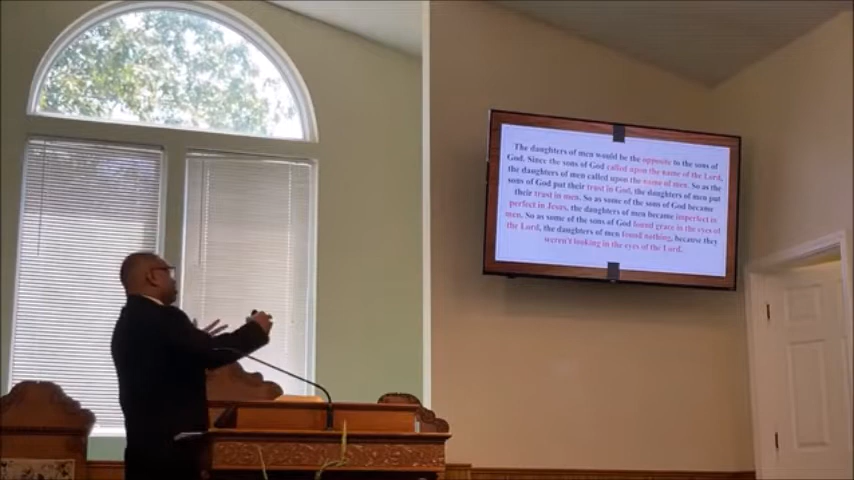 The daughters of men would be the opposite to the sons of
God. Since the sons of God called upon the name of the Lord,
the daughters of men called upon the name of men. So as the
sons of God put their trust in God, the daughters of men put
their trust in men. So as some of the sons of God became
perfect in Jesus, the daughters of men became imperfect in
men. So as some of the sons of God found grace in the eyes of
the Lord, the daughters of men found nothing, because they
weren't looking in the eyes of the Lord.